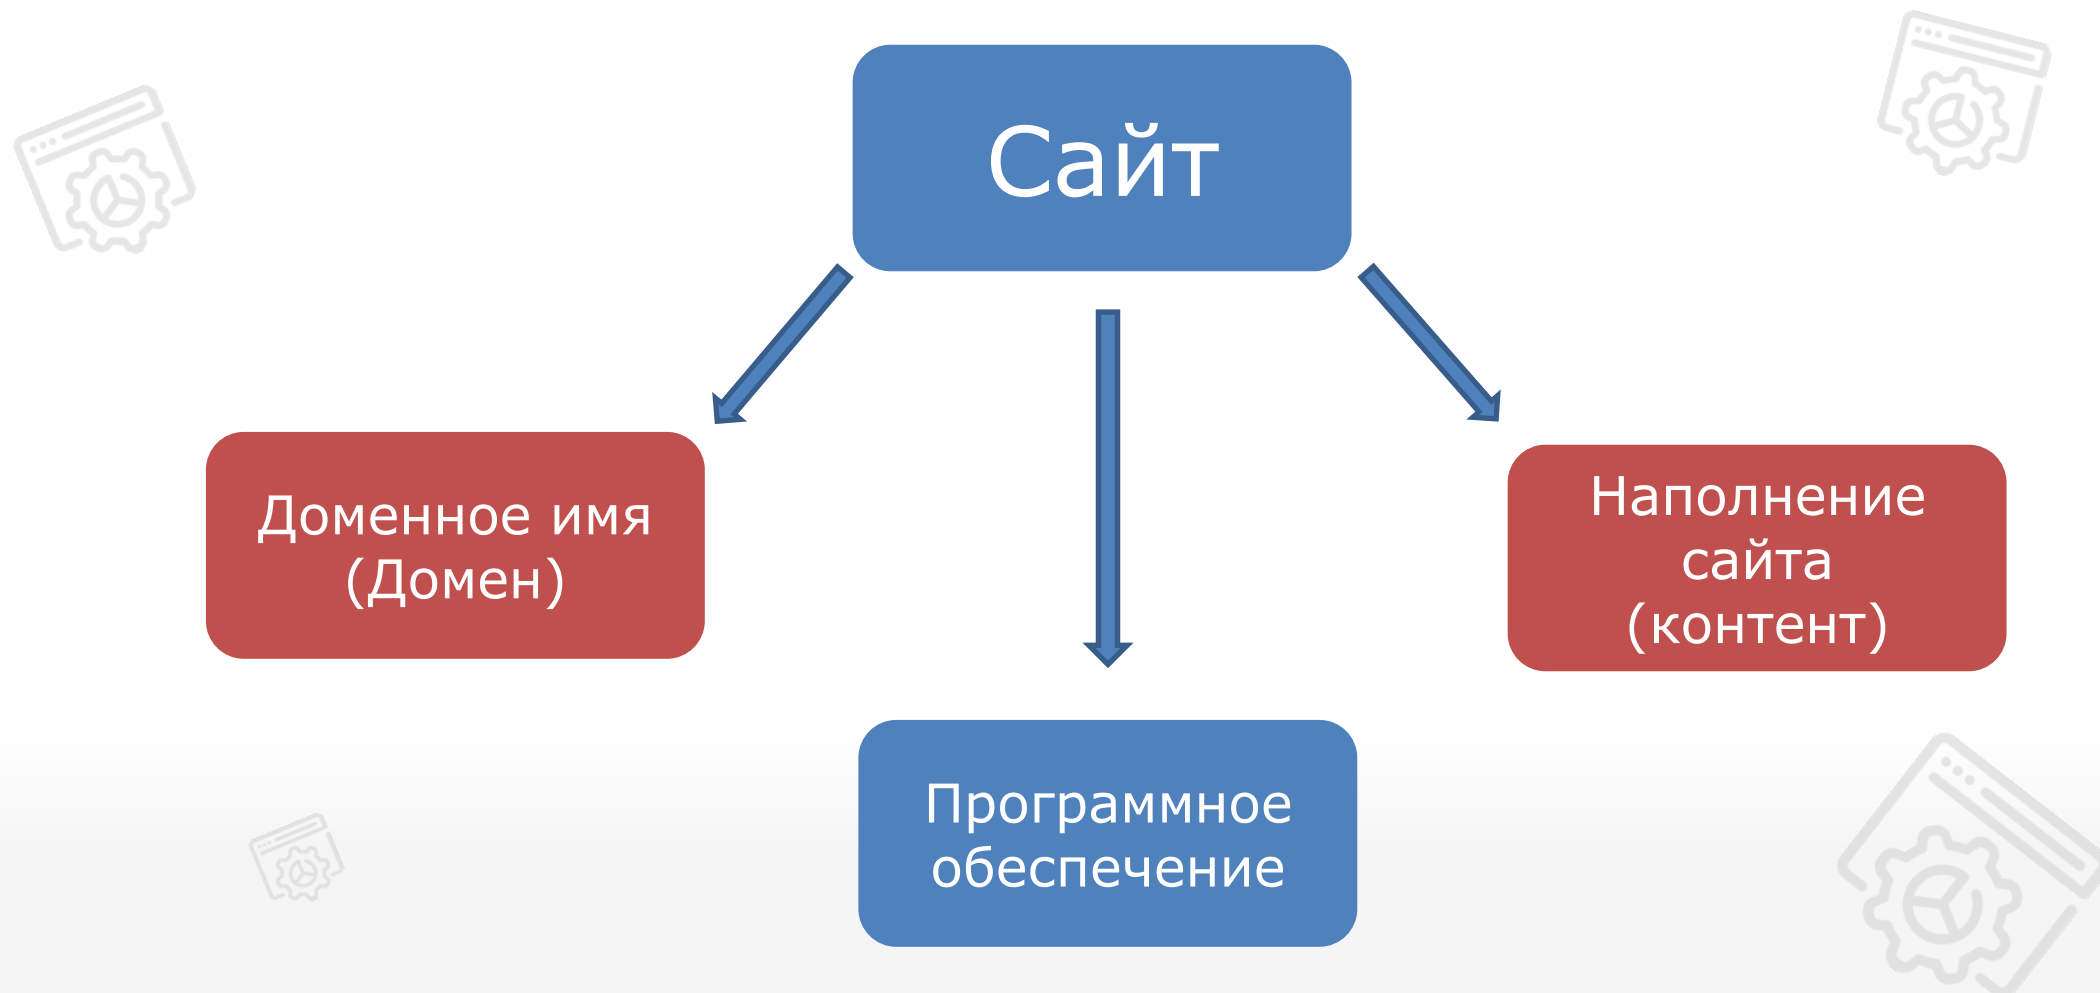 Сайт
Доменное имя
(Домен)
Наполнение
сайта
(контент)
Программное
обеспечение